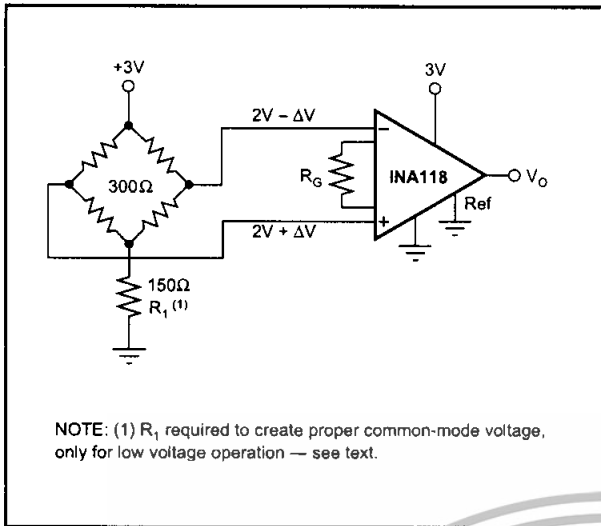 +3V
3V
2V – ΔV
300Ω
R_G
–
INA118
V_O
Ref
+
2V + ΔV
150Ω
R₁ ⁽¹⁾
NOTE: (1) R₁ required to create proper common-mode voltage,
only for low voltage operation — see text.